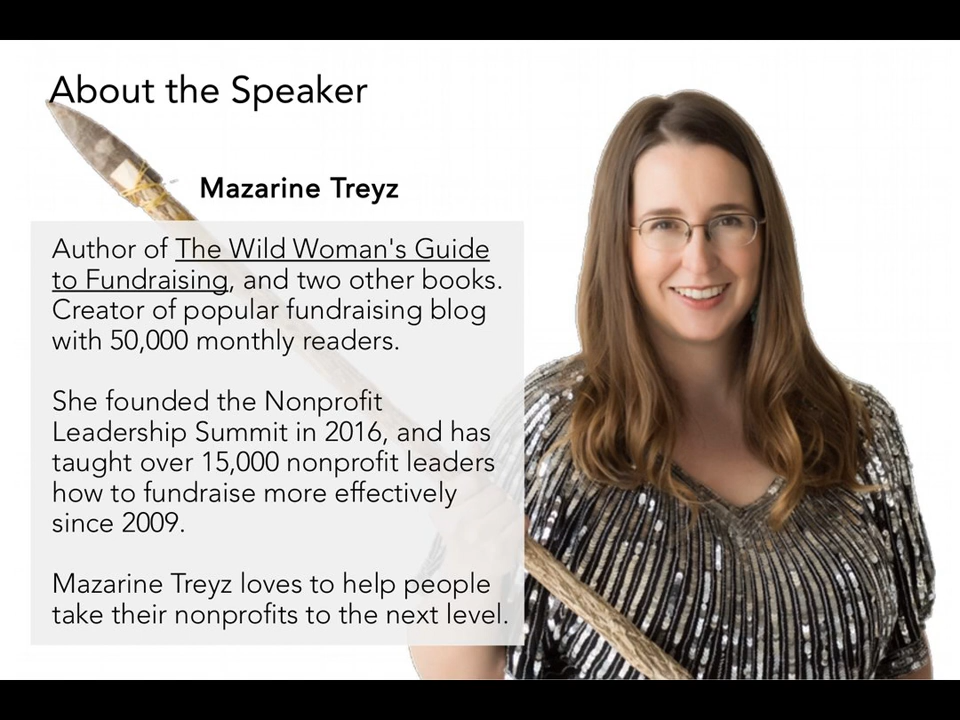 About the Speaker
Mazarine Treyz
Author of The Wild Woman's Guide
to Fundraising, and two other books.
Creator of popular fundraising blog
with 50,000 monthly readers.
She founded the Nonprofit
Leadership Summit in 2016, and has
taught over 15,000 nonprofit leaders
how to fundraise more effectively
since 2009.
Mazarine Treyz loves to help people
take their nonprofits to the next level.